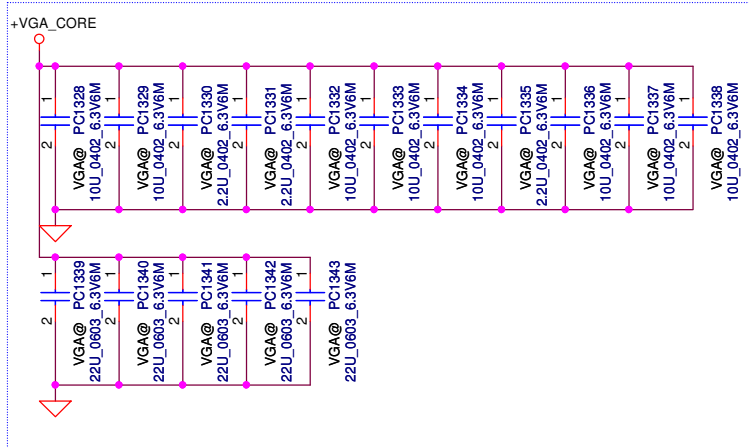 +VGA_CORE
1
2
VGA@ PC1328
10U_0402_6.3V6M
1
2
VGA@ PC1329
10U_0402_6.3V6M
1
2
VGA@ PC1330
2.2U_0402_6.3V6M
1
2
VGA@ PC1331
2.2U_0402_6.3V6M
1
2
VGA@ PC1332
10U_0402_6.3V6M
1
2
VGA@ PC1333
10U_0402_6.3V6M
1
2
VGA@ PC1334
10U_0402_6.3V6M
1
2
VGA@ PC1335
2.2U_0402_6.3V6M
1
2
VGA@ PC1336
10U_0402_6.3V6M
1
2
VGA@ PC1337
10U_0402_6.3V6M
1
2
VGA@ PC1338
10U_0402_6.3V6M
1
2
VGA@ PC1339
22U_0603_6.3V6M
1
2
VGA@ PC1340
22U_0603_6.3V6M
1
2
VGA@ PC1341
22U_0603_6.3V6M
1
2
VGA@ PC1342
22U_0603_6.3V6M
1
2
VGA@ PC1343
22U_0603_6.3V6M